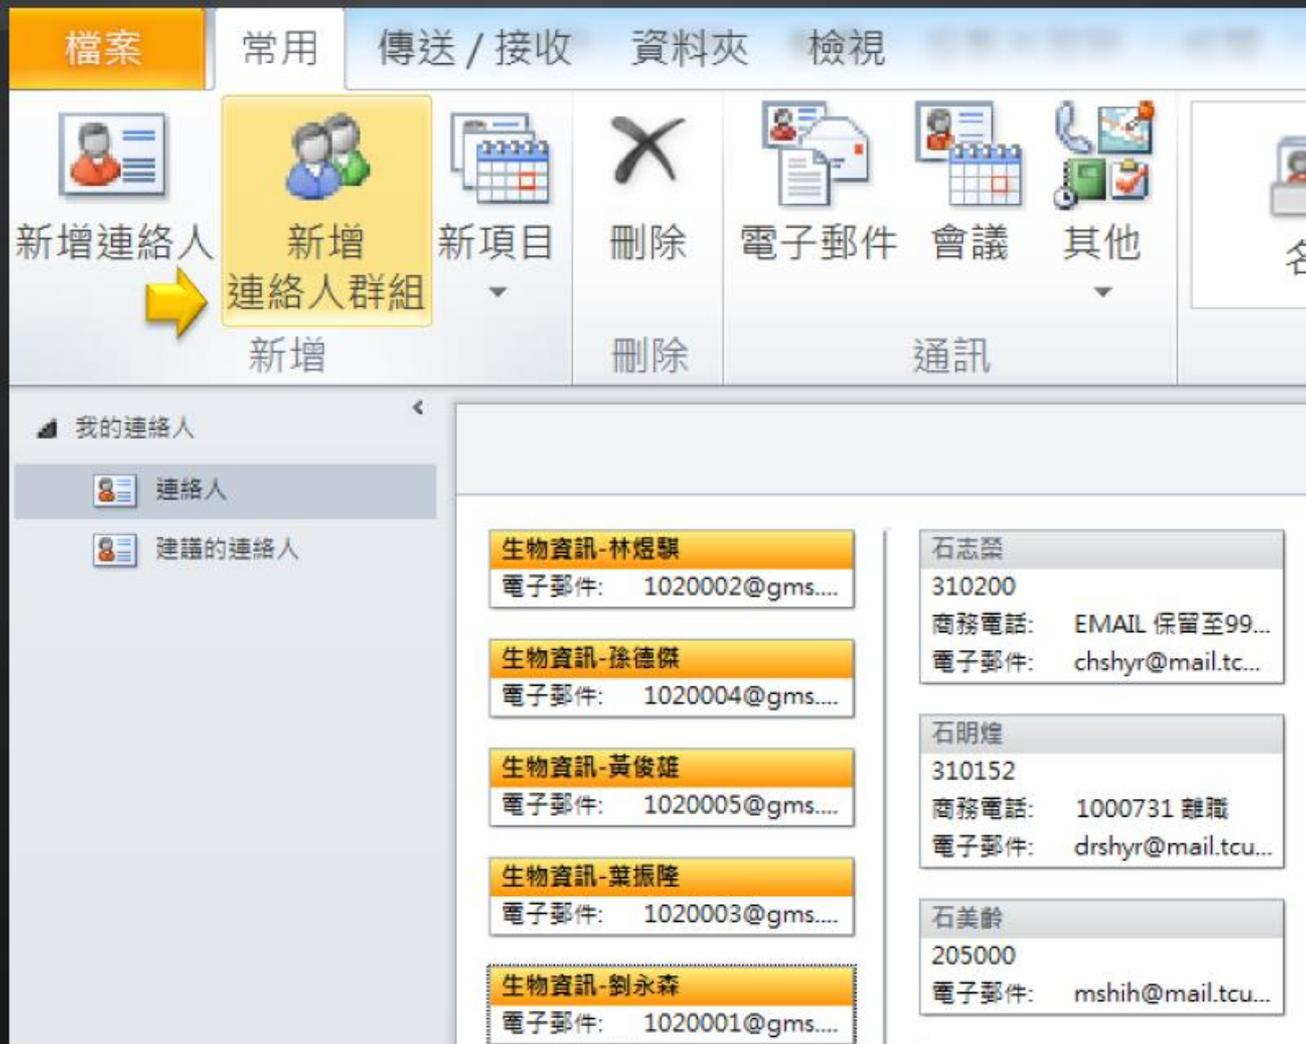 檔案 常用 傳送 / 接收 資料夾 檢視
新增連絡人
新增
連絡人群組
新項目
刪除
電子郵件
會議
其他
新增
刪除
通訊
我的連絡人
連絡人
建議的連絡人
生物資訊-林煜騏
電子郵件: 1020002@gms....
生物資訊-孫德傑
電子郵件: 1020004@gms....
生物資訊-黃俊雄
電子郵件: 1020005@gms....
生物資訊-葉振隆
電子郵件: 1020003@gms....
生物資訊-劉永森
電子郵件: 1020001@gms....
石志榮
310200
商務電話: EMAIL 保留至99...
電子郵件: chshyr@mail.tc...
石明煌
310152
商務電話: 1000731 離職
電子郵件: drshyr@mail.tcu...
石美齡
205000
電子郵件: mshih@mail.tcu...